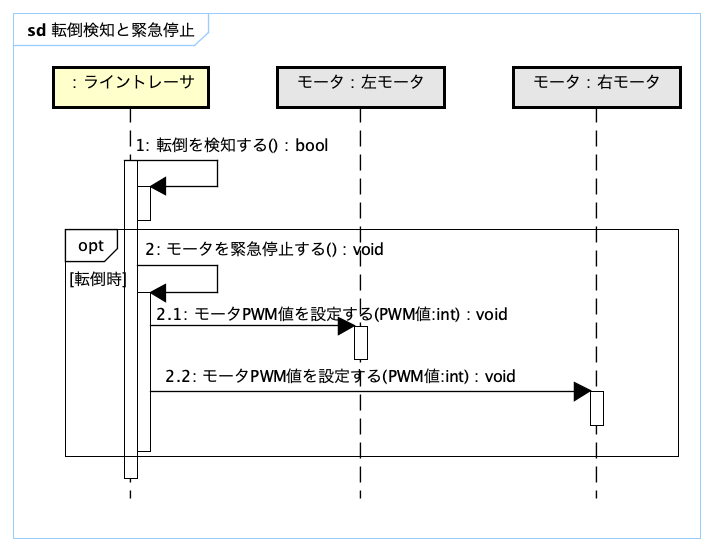 sd 転倒検知と緊急停止
：ライントレーサ
モータ：左モータ
モータ：右モータ
1: 転倒を検知する() : bool
opt
2: モータを緊急停止する() : void
[転倒時]
2.1: モータPWM値を設定する(PWM値:int) : void
2.2: モータPWM値を設定する(PWM値:int) : void